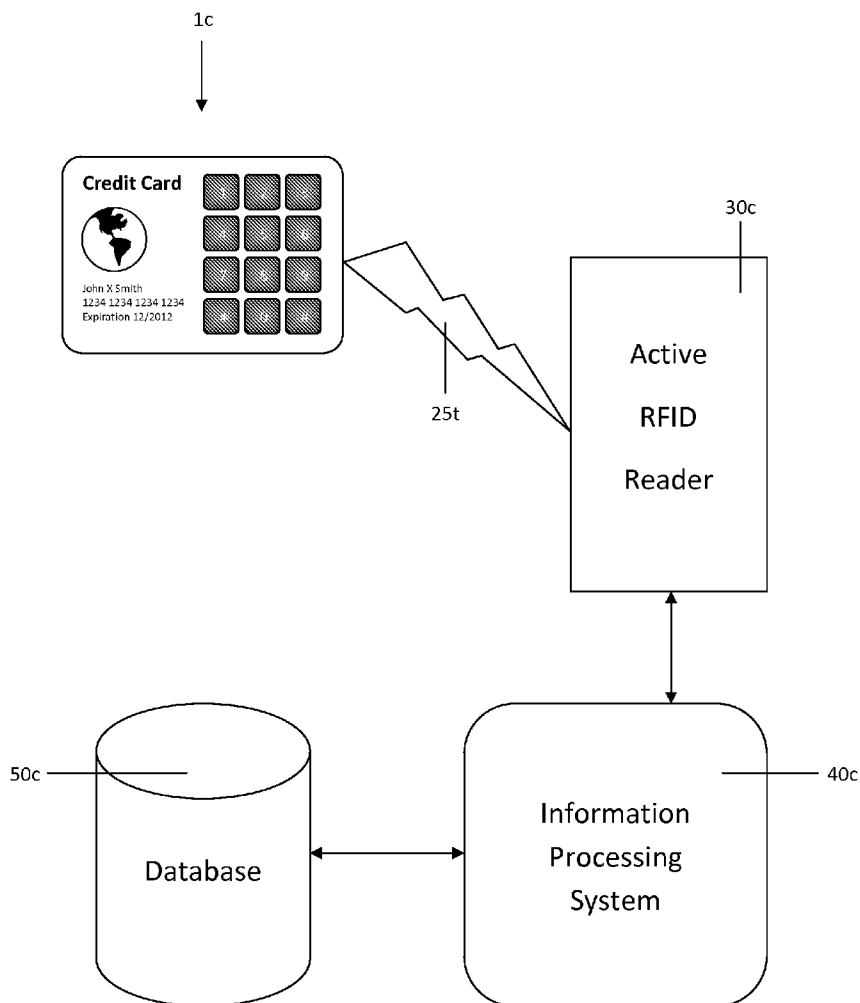 1c
Credit Card
John X Smith
1234 1234 1234 1234
Expiration 12/2012
30c
Active
RFID
Reader
25t
50c
Database
40c
Information
Processing
System